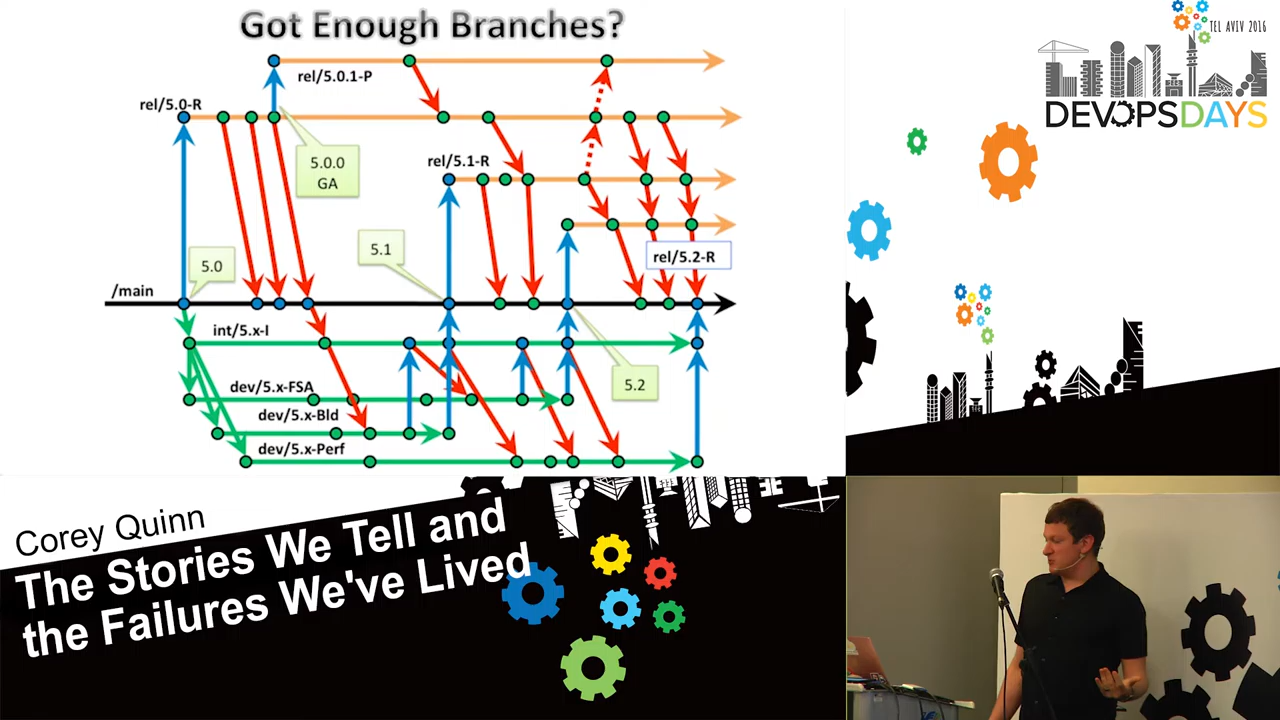 Got Enough Branches?
rel/5.0.1-P
rel/5.0-R
5.0.0
GA
rel/5.1-R
5.1
5.0
rel/5.2-R
/main
int/5.x-I
5.2
dev/5.x-FSA
dev/5.x-Bld
dev/5.x-Perf
TEL AVIV 2016
DEVOPSDAYS
Corey Quinn
The Stories We Tell and
the Failures We've Lived